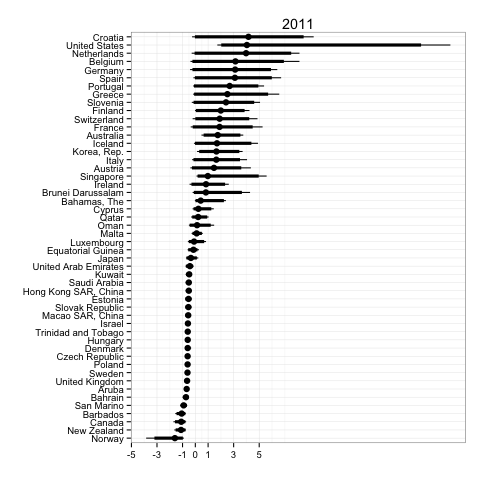 2011
Croatia
United States
Netherlands
Belgium
Germany
Spain
Portugal
Greece
Slovenia
Finland
Switzerland
France
Australia
Iceland
Korea, Rep.
Italy
Austria
Singapore
Ireland
Brunei Darussalam
Bahamas, The
Cyprus
Qatar
Oman
Malta
Luxembourg
Equatorial Guinea
Japan
United Arab Emirates
Kuwait
Saudi Arabia
Hong Kong SAR, China
Estonia
Slovak Republic
Macao SAR, China
Israel
Trinidad and Tobago
Hungary
Denmark
Czech Republic
Poland
Sweden
United Kingdom
Aruba
Bahrain
San Marino
Barbados
Canada
New Zealand
Norway
-5 -3 -1 0 1 3 5